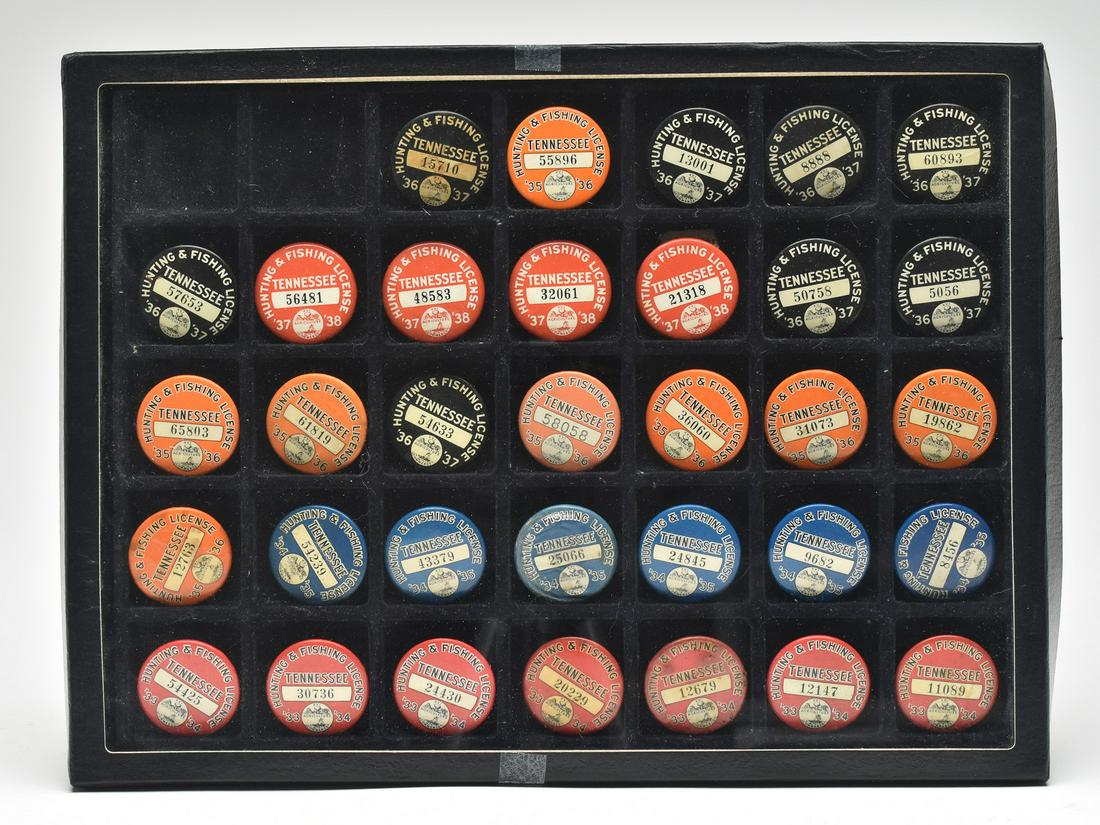 HUNTING & FISHING LICENSE
TENNESSEE
15710
'36 '37
HUNTING & FISHING LICENSE
TENNESSEE
55896
'35 '36
HUNTING & FISHING LICENSE
TENNESSEE
13001
'36 '37
HUNTING & FISHING LICENSE
TENNESSEE
8888
'36 '37
HUNTING & FISHING LICENSE
TENNESSEE
60893
'36 '37
HUNTING & FISHING LICENSE
TENNESSEE
57653
'36 '37
HUNTING & FISHING LICENSE
TENNESSEE
56481
'37 '38
HUNTING & FISHING LICENSE
TENNESSEE
48583
'37 '38
HUNTING & FISHING LICENSE
TENNESSEE
32061
'37 '38
HUNTING & FISHING LICENSE
TENNESSEE
21318
'37 '38
HUNTING & FISHING LICENSE
TENNESSEE
50758
'36 '37
HUNTING & FISHING LICENSE
TENNESSEE
5056
'36 '37
HUNTING & FISHING LICENSE
TENNESSEE
65803
'35 '36
HUNTING & FISHING LICENSE
TENNESSEE
61819
'35 '36
HUNTING & FISHING LICENSE
TENNESSEE
54633
'36 '37
HUNTING & FISHING LICENSE
TENNESSEE
58058
'35 '36
HUNTING & FISHING LICENSE
TENNESSEE
36000
'35 '36
HUNTING & FISHING LICENSE
TENNESSEE
31073
'35 '36
HUNTING & FISHING LICENSE
TENNESSEE
19862
'35 '36
HUNTING & FISHING LICENSE
TENNESSEE
12763
'35 '36
HUNTING & FISHING LICENSE
TENNESSEE
54239
'34 '35
HUNTING & FISHING LICENSE
TENNESSEE
43379
'34 '35
HUNTING & FISHING LICENSE
TENNESSEE
25066
'34 '35
HUNTING & FISHING LICENSE
TENNESSEE
24845
'34 '35
HUNTING & FISHING LICENSE
TENNESSEE
9682
'34 '35
HUNTING & FISHING LICENSE
TENNESSEE
8456
'34 '35
HUNTING & FISHING LICENSE
TENNESSEE
54425
'33 '34
HUNTING & FISHING LICENSE
TENNESSEE
30736
'33 '34
HUNTING & FISHING LICENSE
TENNESSEE
24430
'33 '34
HUNTING & FISHING LICENSE
TENNESSEE
20229
'33 '34
HUNTING & FISHING LICENSE
TENNESSEE
12679
'33 '34
HUNTING & FISHING LICENSE
TENNESSEE
12147
'33 '34
HUNTING & FISHING LICENSE
TENNESSEE
11089
'33 '34